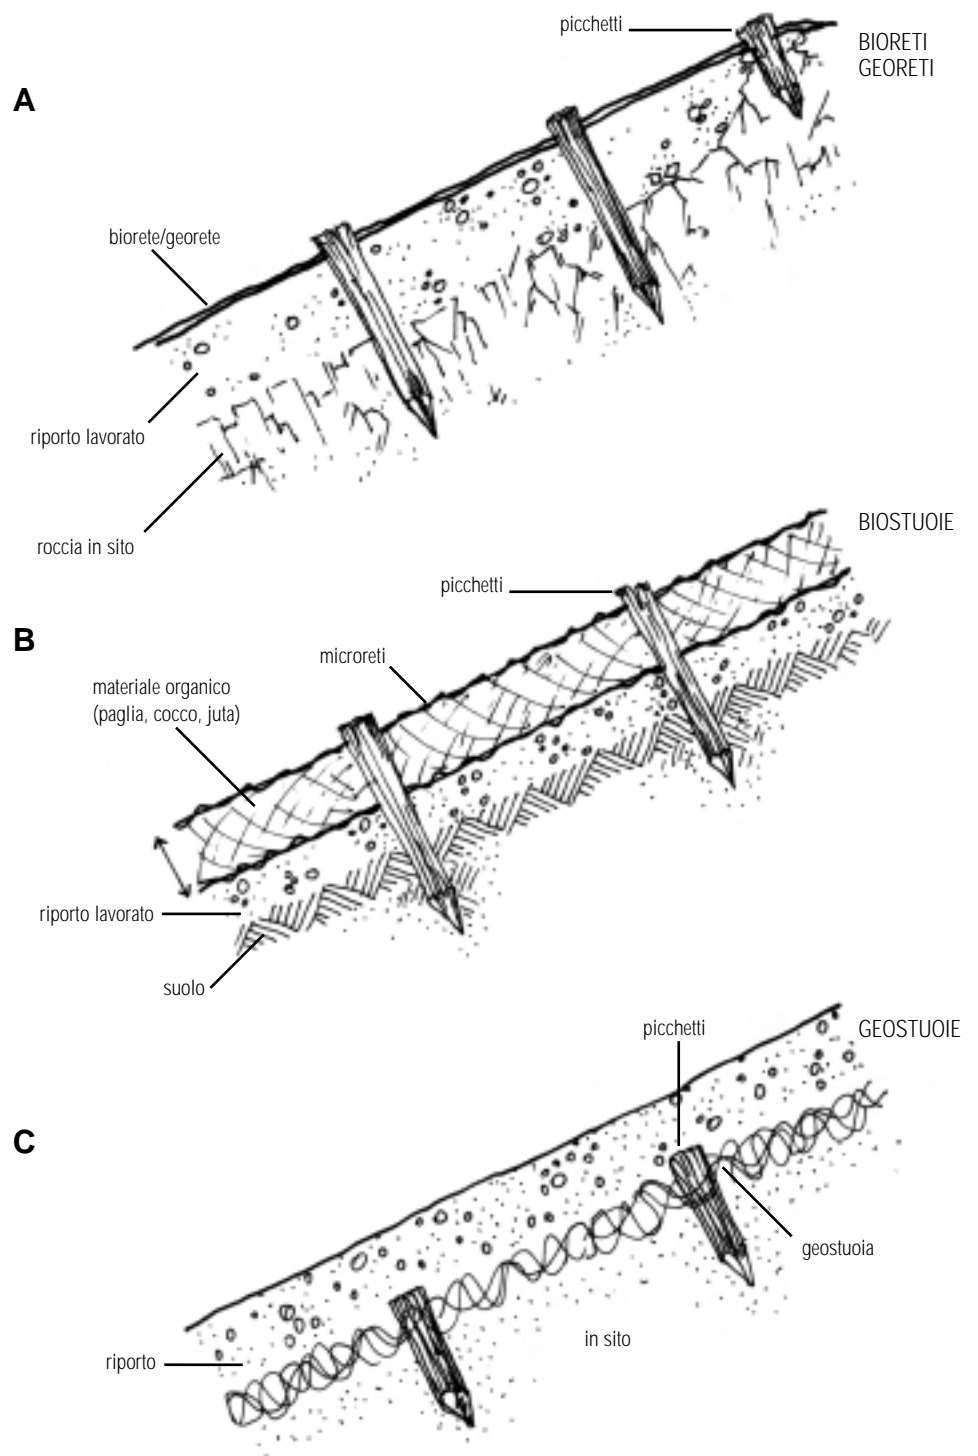 picchetti
BIORETI
GEORETI
A
biorete/georete
riporto lavorato
roccia in sito
BIOSTUOIE
picchetti
B
microreti
materiale organico
(paglia, cocco, juta)
riporto lavorato
suolo
picchetti
GEOSTUOIE
C
geostuoia
in sito
riporto